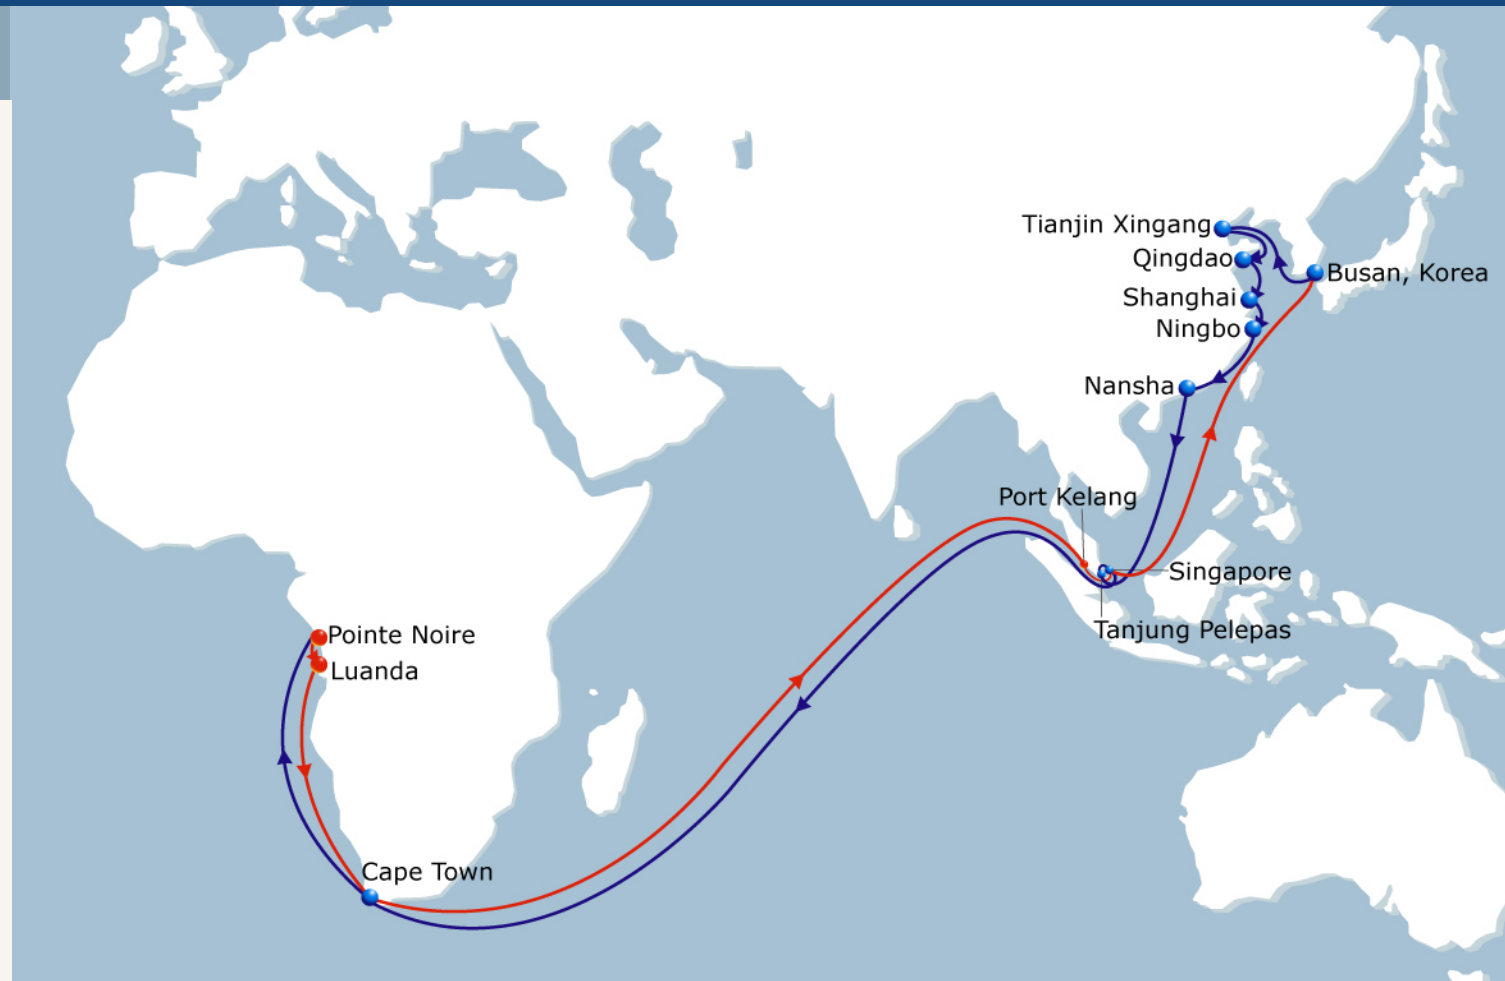 Tianjin Xingang
Qingdao
Busan, Korea
Shanghai
Ningbo
Nansha
Port Kelang
Singapore
Tanjung Pelepas
Pointe Noire
Luanda
Cape Town